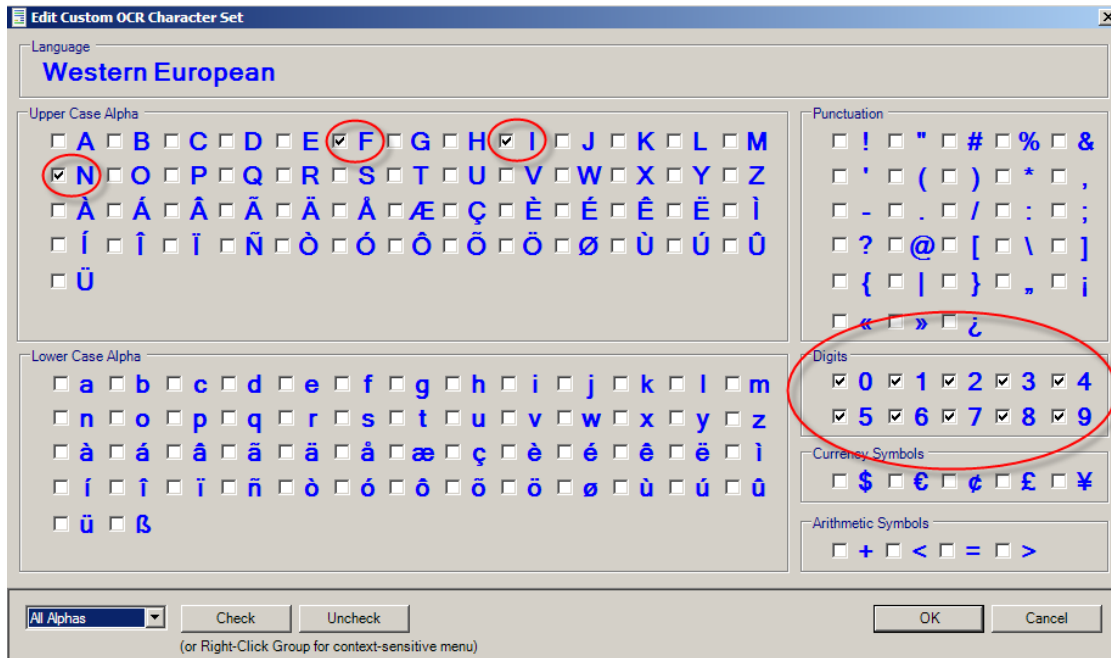 Edit Custom OCR Character Set
Language
Western European
Upper Case Alpha
A B C D E F G H I J K L M
N O P Q R S T U V W X Y Z
À Á Â Ã Ä Å Æ Ç È É Ê Ë Ì
Í Î Ï Ñ Ò Ó Ô Õ Ö Ø Ù Ú Û
Ü
Punctuation
! " # % &
' ( ) * ,
- . / : ;
? @ [ \ ]
{ | } „ ¡
« » ¿
Lower Case Alpha
a b c d e f g h i j k l m
n o p q r s t u v w x y z
à á â ã ä å æ ç è é ê ë ì
í î ï ñ ò ó ô õ ö ø ù ú û
ü ß
Digits
0 1 2 3 4
5 6 7 8 9
Currency Symbols
$ € ¢ £ ¥
Arithmetic Symbols
+ < = >
All Alphas Check Uncheck OK Cancel
(or Right-Click Group for context-sensitive menu)